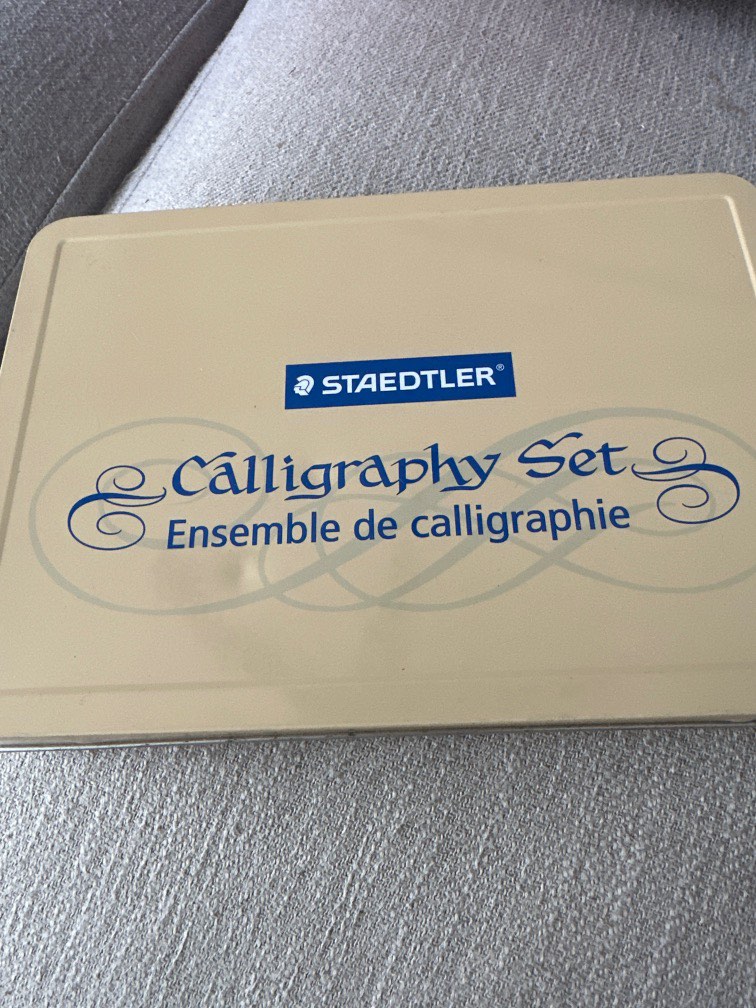 STAEDTLER®
Calligraphy Set
Ensemble de calligraphie